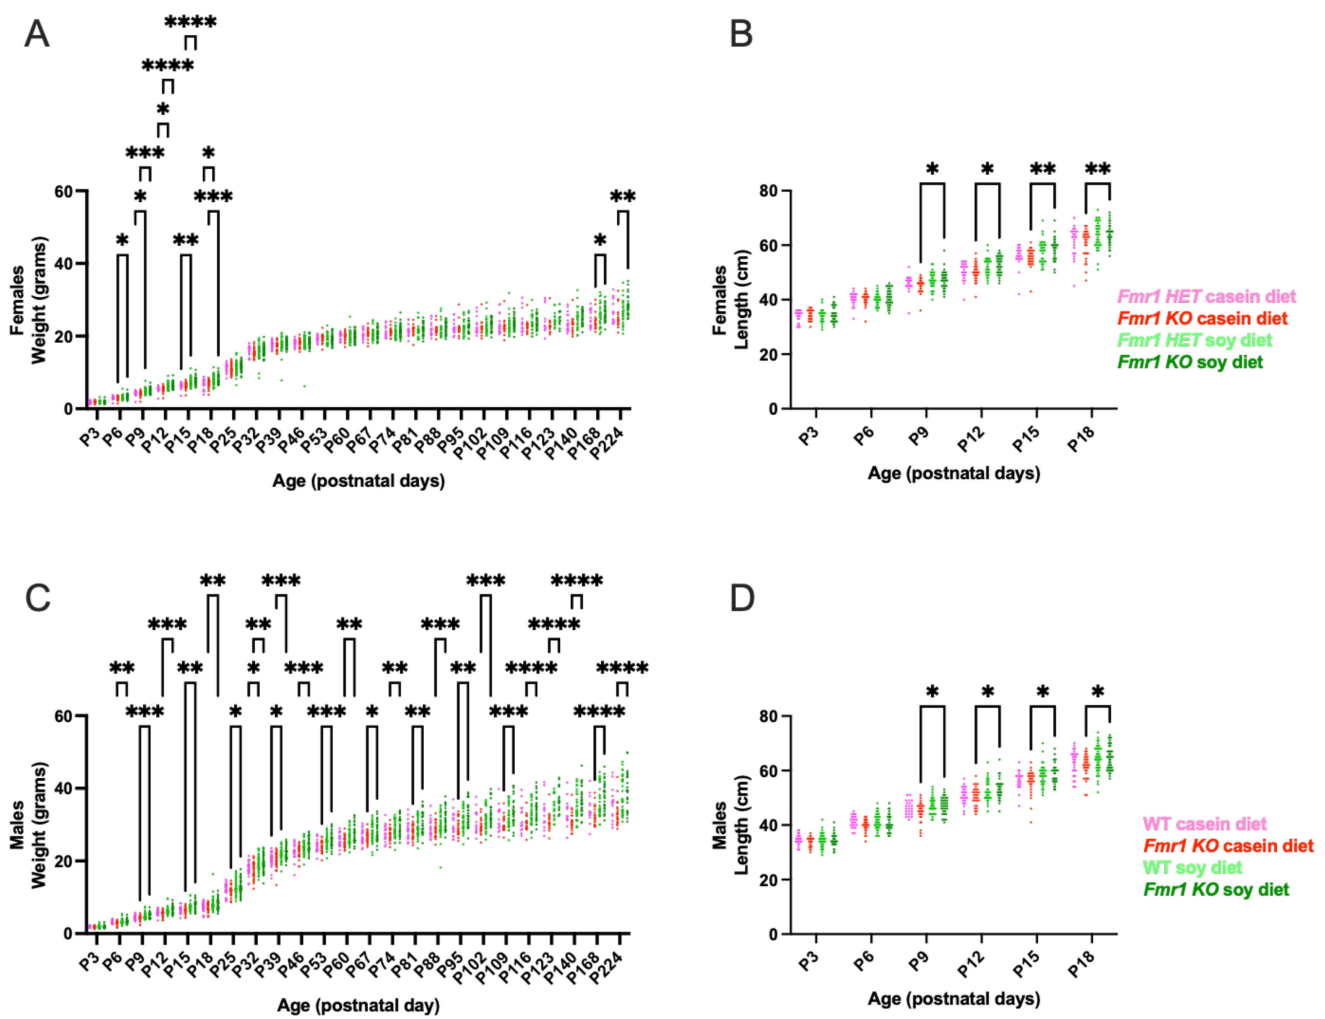 A
****
****
*
***
*
*
***
*
**
**
*
60
40
20
0
Females
Weight (grams)
P3 P6 P9 P12 P15 P18 P25 P32 P39 P46 P53 P60 P67 P74 P81 P88 P95 P102 P109 P116 P123 P140 P168 P224
Age (postnatal days)
B
* * ** **
80
60
40
20
0
Females
Length (cm)
P3 P6 P9 P12 P15 P18
Age (postnatal days)
Fmr1 HET casein diet
Fmr1 KO casein diet
Fmr1 HET soy diet
Fmr1 KO soy diet
C
** *** *** ****
*** ** ** *** ****
** ** * *** ** ** **** ****
*** * * *** * ** *** ****
60
40
20
0
Males
Weight (grams)
P3 P6 P9 P12 P15 P18 P25 P32 P39 P46 P53 P60 P67 P74 P81 P88 P95 P102 P109 P116 P123 P140 P168 P224
Age (postnatal day)
D
* * * *
80
60
40
20
0
Males
Length (cm)
P3 P6 P9 P12 P15 P18
Age (postnatal days)
WT casein diet
Fmr1 KO casein diet
WT soy diet
Fmr1 KO soy diet